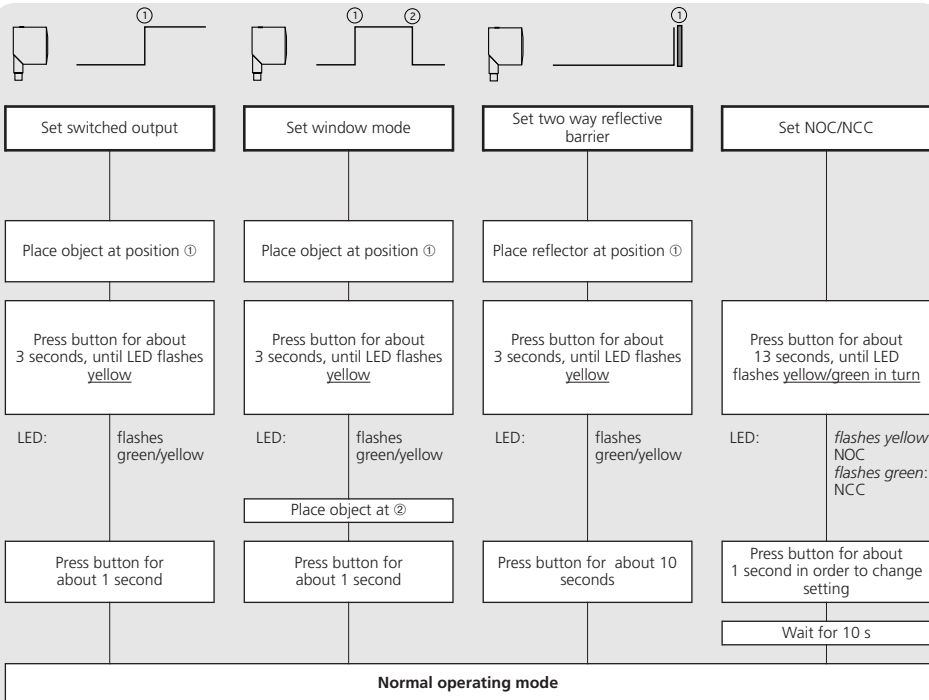 ①
① ②
①
Set switched output
Set window mode
Set two way reflective
barrier
Set NOC/NCC
Place object at position ①
Place object at position ①
Place reflector at position ①
Press button for about
3 seconds, until LED flashes
yellow
Press button for about
3 seconds, until LED flashes
yellow
Press button for about
3 seconds, until LED flashes
yellow
Press button for about
13 seconds, until LED
flashes yellow/green in turn
LED: flashes
green/yellow
LED: flashes
green/yellow
LED: flashes
green/yellow
LED: flashes yellow
NOC
flashes green:
NCC
Place object at ②
Press button for
about 1 second
Press button for
about 1 second
Press button for about 10
seconds
Press button for about
1 second in order to change
setting
Wait for 10 s
Normal operating mode